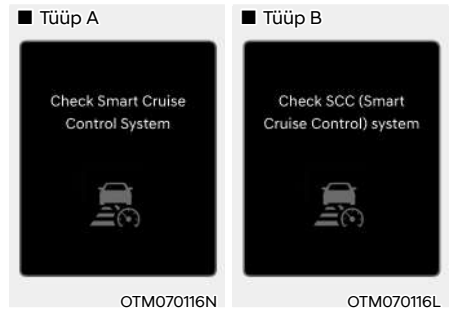 ■ Tüüp A
Check Smart Cruise
Control System
OTM070116N
■ Tüüp B
Check SCC (Smart
Cruise Control) system
OTM070116L